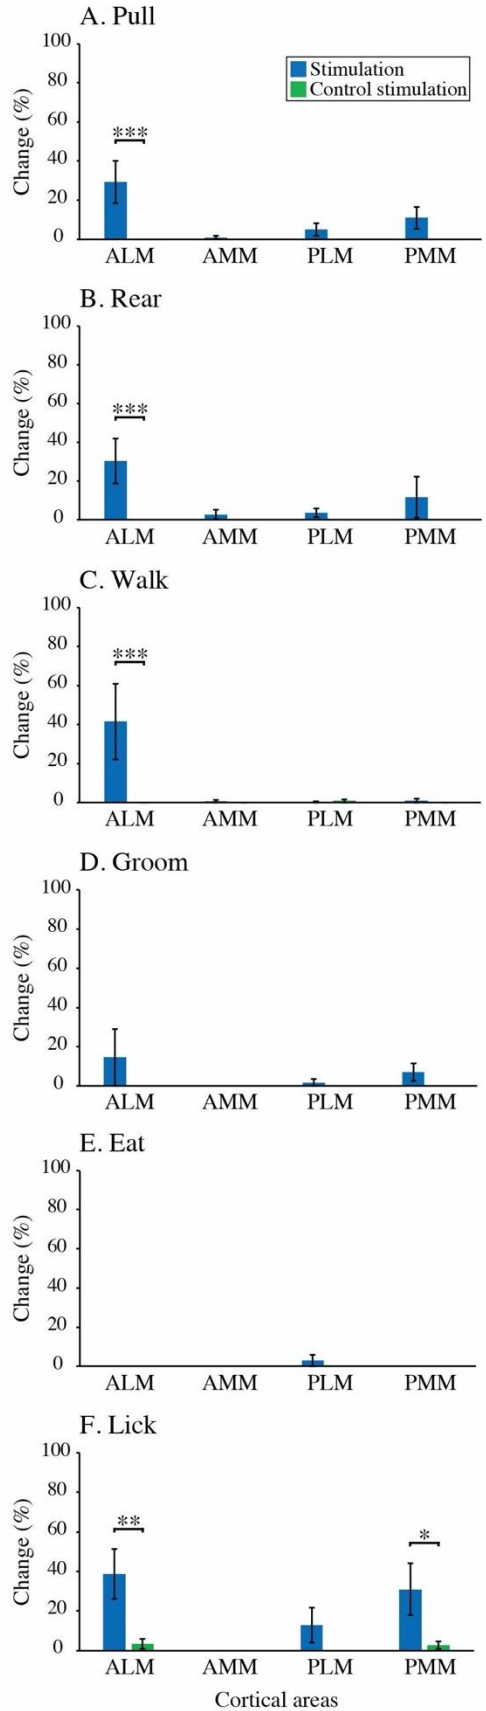 A. Pull
100
80
60
40
20
0
Change (%)
Stimulation
Control stimulation
***
ALM AMM PLM PMM
B. Rear
100
80
60
40
20
0
Change (%)
***
ALM AMM PLM PMM
C. Walk
100
80
60
40
20
0
Change (%)
***
ALM AMM PLM PMM
D. Groom
100
80
60
40
20
0
Change (%)
ALM AMM PLM PMM
E. Eat
100
80
60
40
20
0
Change (%)
ALM AMM PLM PMM
F. Lick
100
80
60
40
20
0
Change (%)
**
*
ALM AMM PLM PMM
Cortical areas